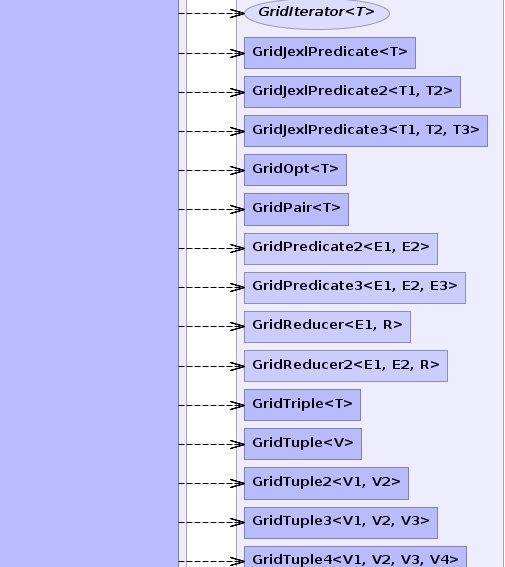 GridIterator<T>
GridJexlPredicate<T>
GridJexlPredicate2<T1, T2>
GridJexlPredicate3<T1, T2, T3>
GridOpt<T>
GridPair<T>
GridPredicate2<E1, E2>
GridPredicate3<E1, E2, E3>
GridReducer<E1, R>
GridReducer2<E1, E2, R>
GridTriple<T>
GridTuple<V>
GridTuple2<V1, V2>
GridTuple3<V1, V2, V3>
GridTuple4<V1, V2, V3, V4>